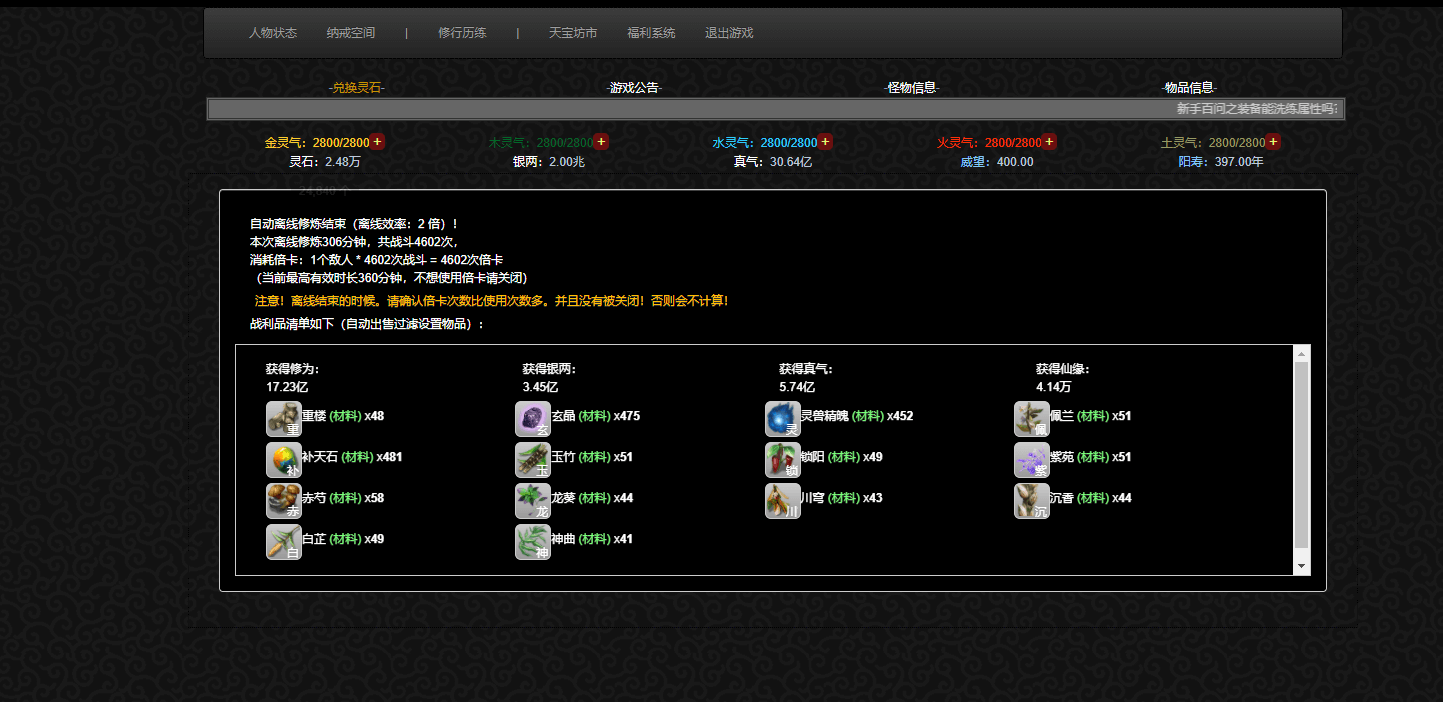 人物状态 纳戒空间 | 修行历练 | 天宝坊市 福利系统 退出游戏
-兑换灵石- -游戏公告- -怪物信息- -物品信息-
新手百问之装备能洗练属性吗?
金灵气：2800/2800+ 木灵气：2800/2800+ 水灵气：2800/2800+ 火灵气：2800/2800+ 土灵气：2800/2800+
灵石：2.48万 银两：2.00兆 真气：30.64亿 威望：400.00 阳寿：397.00年
24,840 个
自动离线修炼结束（离线效率：2 倍）！
本次离线修炼306分钟，共战斗4602次，
消耗倍卡：1个敌人 * 4602次战斗 = 4602次倍卡
（当前最高有效时长360分钟，不想使用倍卡请关闭）
注意！离线结束的时候。请确认倍卡次数比使用次数多。并且没有被关闭！否则会不计算！
战利品清单如下（自动出售过滤设置物品）：
获得修为： 获得银两： 获得真气： 获得仙缘：
17.23亿 3.45亿 5.74亿 4.14万
重 重楼 (材料) x48 玄 玄晶 (材料) x475 灵 灵兽精魄 (材料) x452 佩 佩兰 (材料) x51
补 补天石 (材料) x481 玉 玉竹 (材料) x51 锁 锁阳 (材料) x49 紫 紫苑 (材料) x51
赤 赤芍 (材料) x58 龙 龙葵 (材料) x44 川 川穹 (材料) x43 沉 沉香 (材料) x44
白 白芷 (材料) x49 神 神曲 (材料) x41